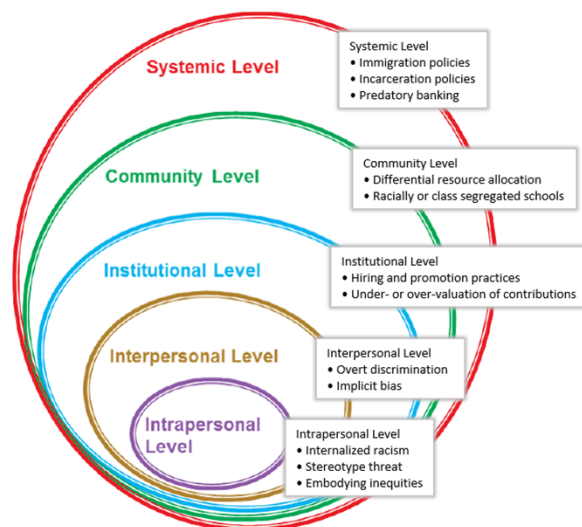 Systemic Level
Systemic Level
• Immigration policies
• Incarceration policies
• Predatory banking
Community Level
Community Level
• Differential resource allocation
• Racially or class segregated schools
Institutional Level
Institutional Level
• Hiring and promotion practices
• Under- or over-valuation of contributions
Interpersonal Level
Interpersonal Level
• Overt discrimination
• Implicit bias
Intrapersonal
Level
Intrapersonal Level
• Internalized racism
• Stereotype threat
• Embodying inequities